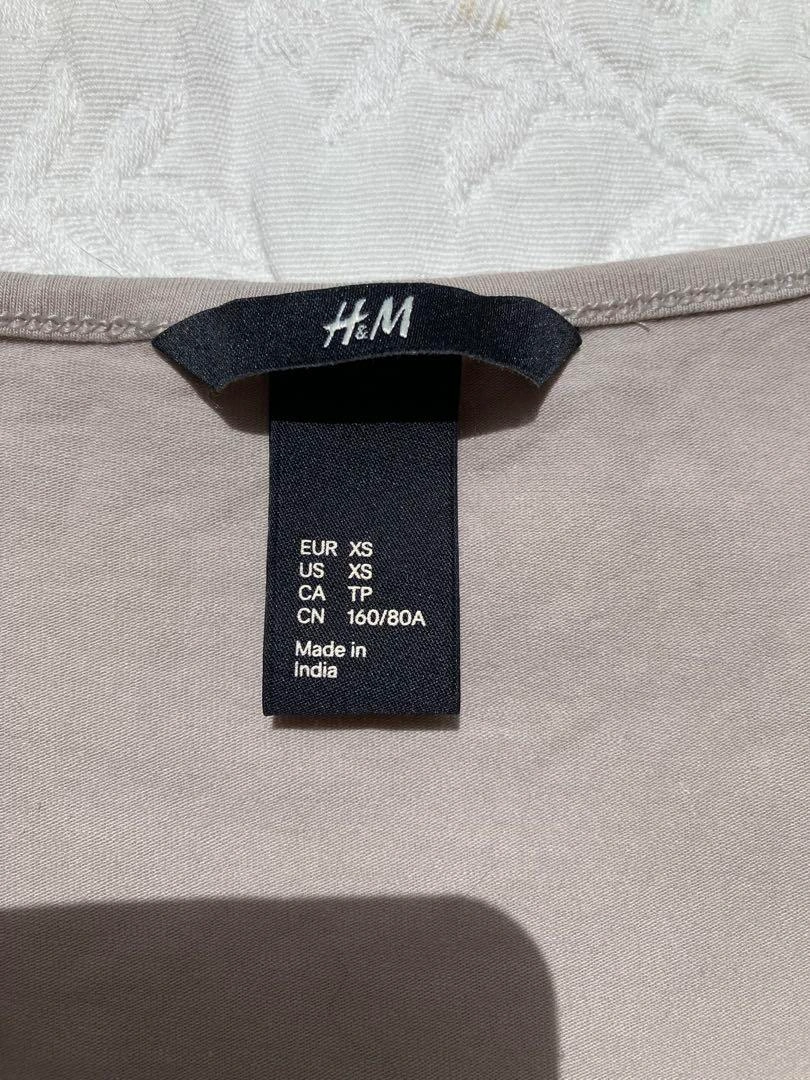 H&M
EUR XS
US XS
CA TP
CN 160/80A
Made in
India